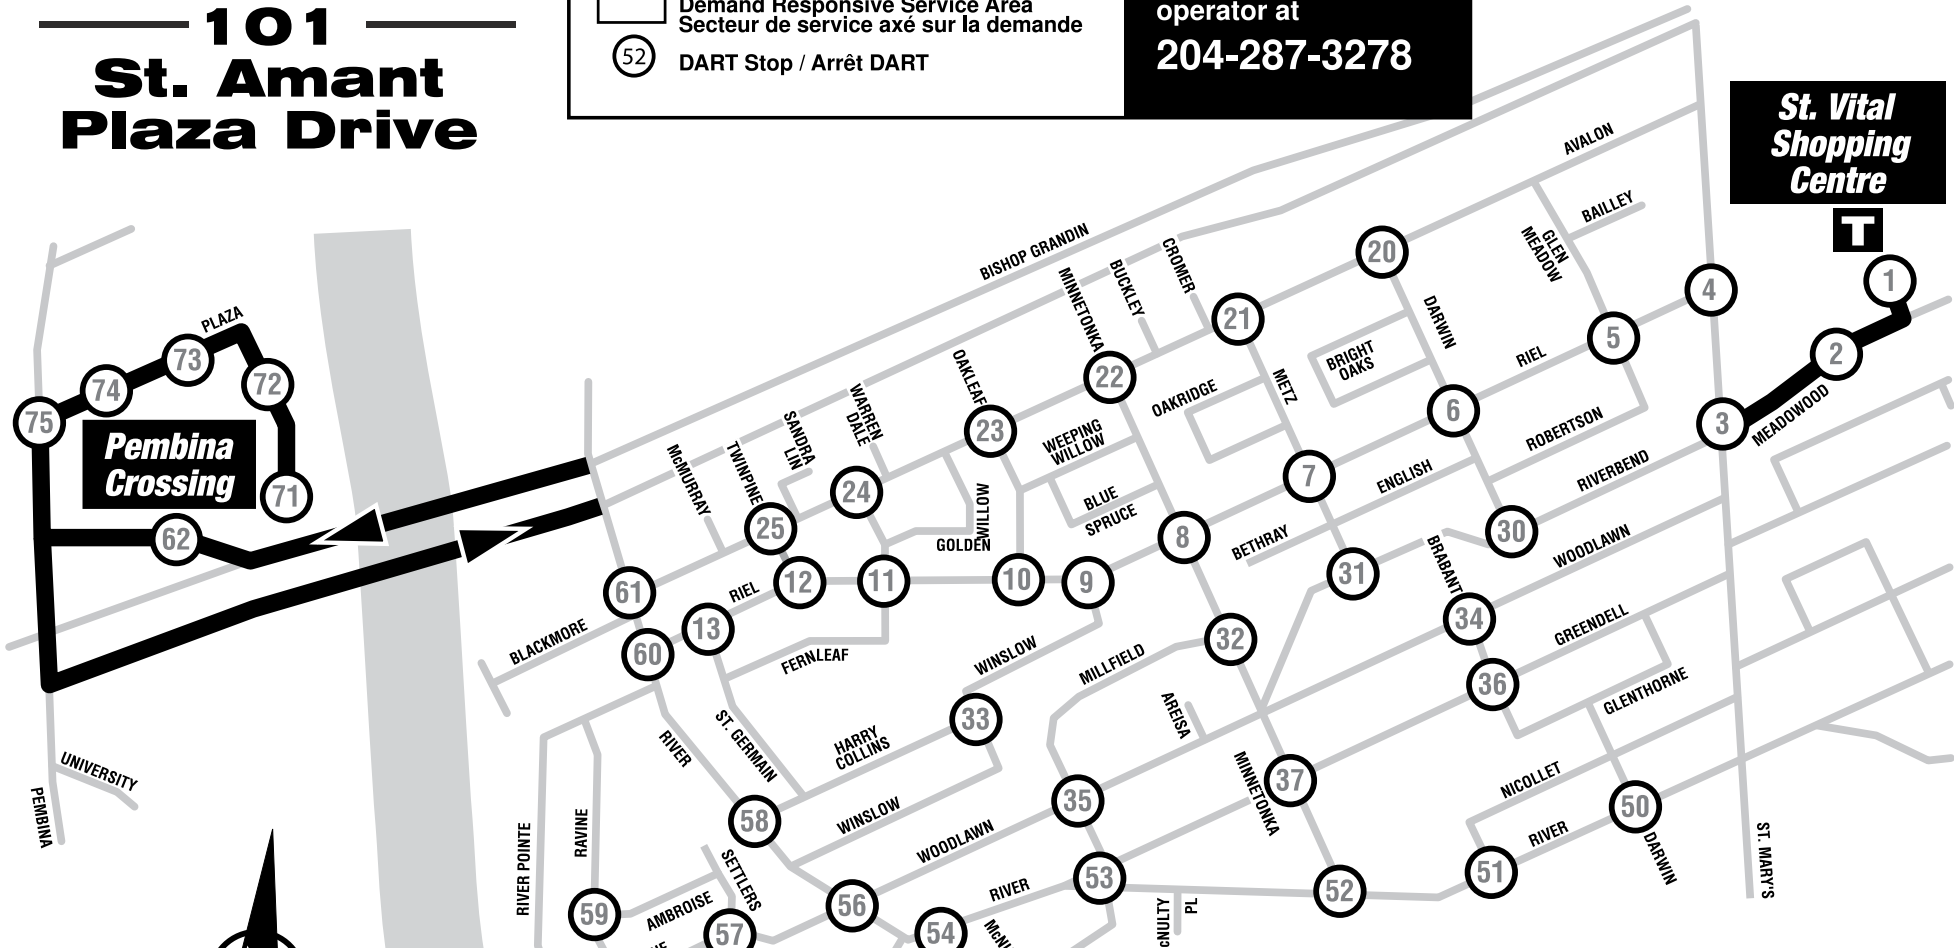 101
St. Amant
Plaza Drive
Demand Responsive Service Area
Secteur de service axé sur la demande
52
DART Stop / Arrêt DART
operator at
204-287-3278
St. Vital
Shopping
Centre
T
1
2
3
4
5
6
7
8
9
10
11
12
13
20
21
22
23
24
25
30
31
32
33
34
35
36
37
50
51
52
53
54
56
57
58
59
60
61
62
71
72
73
74
75
Pembina
Crossing
PLAZA
UNIVERSITY
PEMBINA
BISHOP GRANDIN
AVALON
BAILLEY
GLEN
MEADOW
DARWIN
RIEL
ROBERTSON
RIVERBEND
MEADOWOOD
ENGLISH
BETHRAY
BRIGHT
OAKS
METZ
OAKRIDGE
CROMER
BUCKLEY
MINNETONKA
OAKLEAF
WEEPING
WILLOW
BLUE
SPRUCE
WILLOW
GOLDEN
WARREN
DALE
SANDRA
LIN
TWINPINE
McMURRAY
RIEL
BLACKMORE
FERNLEAF
WINSLOW
MILLFIELD
AREISA
BRABANT
WOODLAWN
GREENDELL
GLENTHORNE
NICOLLET
RIVER
DARWIN
ST. MARY'S
MINNETONKA
HARRY
COLLINS
ST. GERMAIN
RIVER
WINSLOW
WOODLAWN
RIVER
RAVINE
RIVER POINTE
SETTLERS
AMBROISE
PL